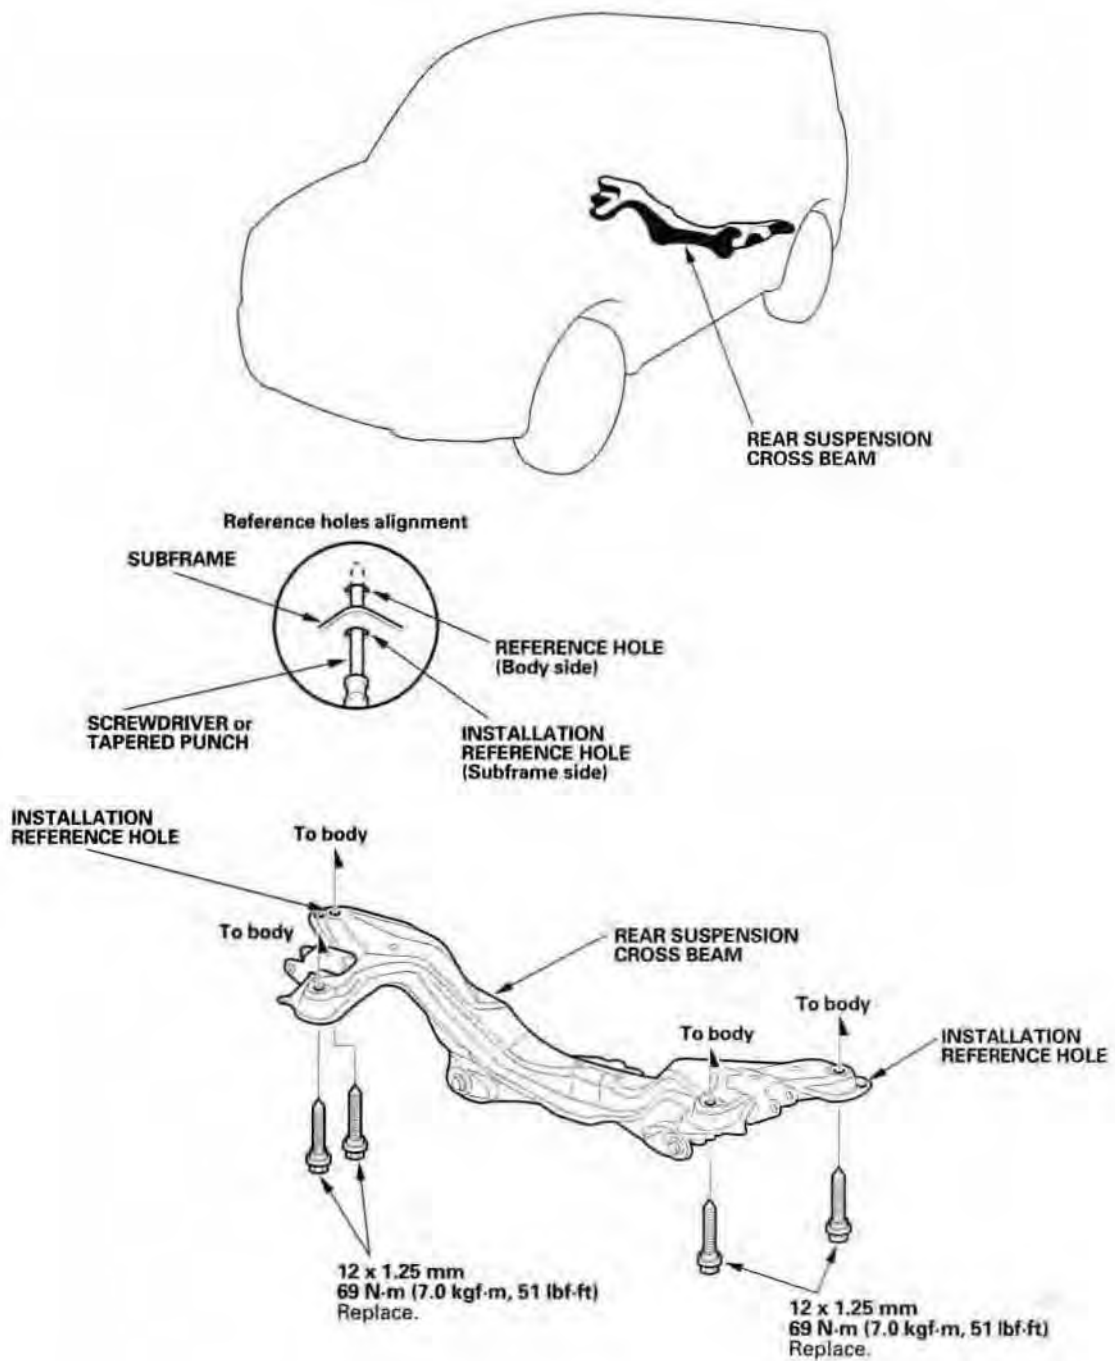 REAR SUSPENSION
CROSS BEAM
Reference holes alignment
SUBFRAME
REFERENCE HOLE
(Body side)
SCREWDRIVER or
TAPERED PUNCH
INSTALLATION
REFERENCE HOLE
(Subframe side)
INSTALLATION
REFERENCE HOLE
To body
To body
REAR SUSPENSION
CROSS BEAM
To body
To body
INSTALLATION
REFERENCE HOLE
12 x 1.25 mm
69 N·m (7.0 kgf·m, 51 lbf·ft)
Replace.
12 x 1.25 mm
69 N·m (7.0 kgf·m, 51 lbf·ft)
Replace.